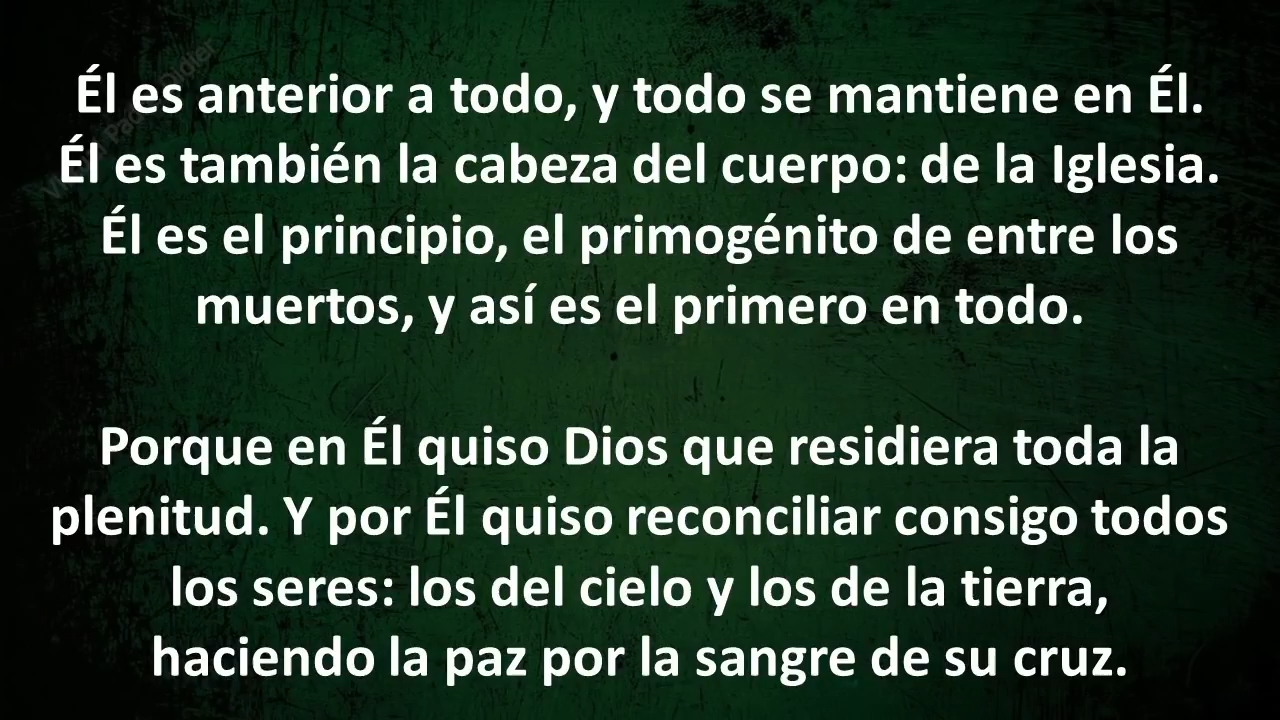 Él es anterior a todo, y todo se mantiene en Él.
Él es también la cabeza del cuerpo: de la Iglesia.
Él es el principio, el primogénito de entre los
muertos, y así es el primero en todo.
Porque en Él quiso Dios que residiera toda la
plenitud. Y por Él quiso reconciliar consigo todos
los seres: los del cielo y los de la tierra,
haciendo la paz por la sangre de su cruz.